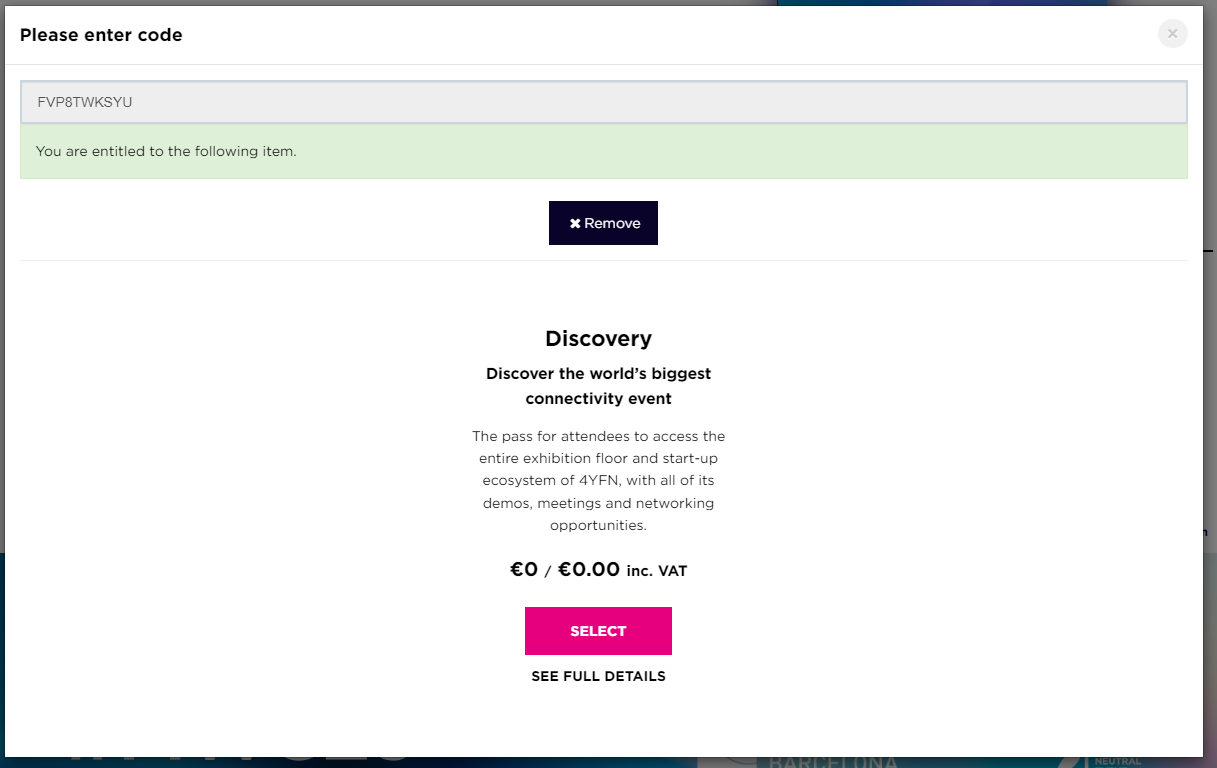 Please enter code
×
FVP8TWKSYU
You are entitled to the following item.
✖ Remove
Discovery
Discover the world’s biggest
connectivity event
The pass for attendees to access the
entire exhibition floor and start-up
ecosystem of 4YFN, with all of its
demos, meetings and networking
opportunities.
€0 / €0.00 inc. VAT
SELECT
SEE FULL DETAILS
BARCELONA
NEUTRAL